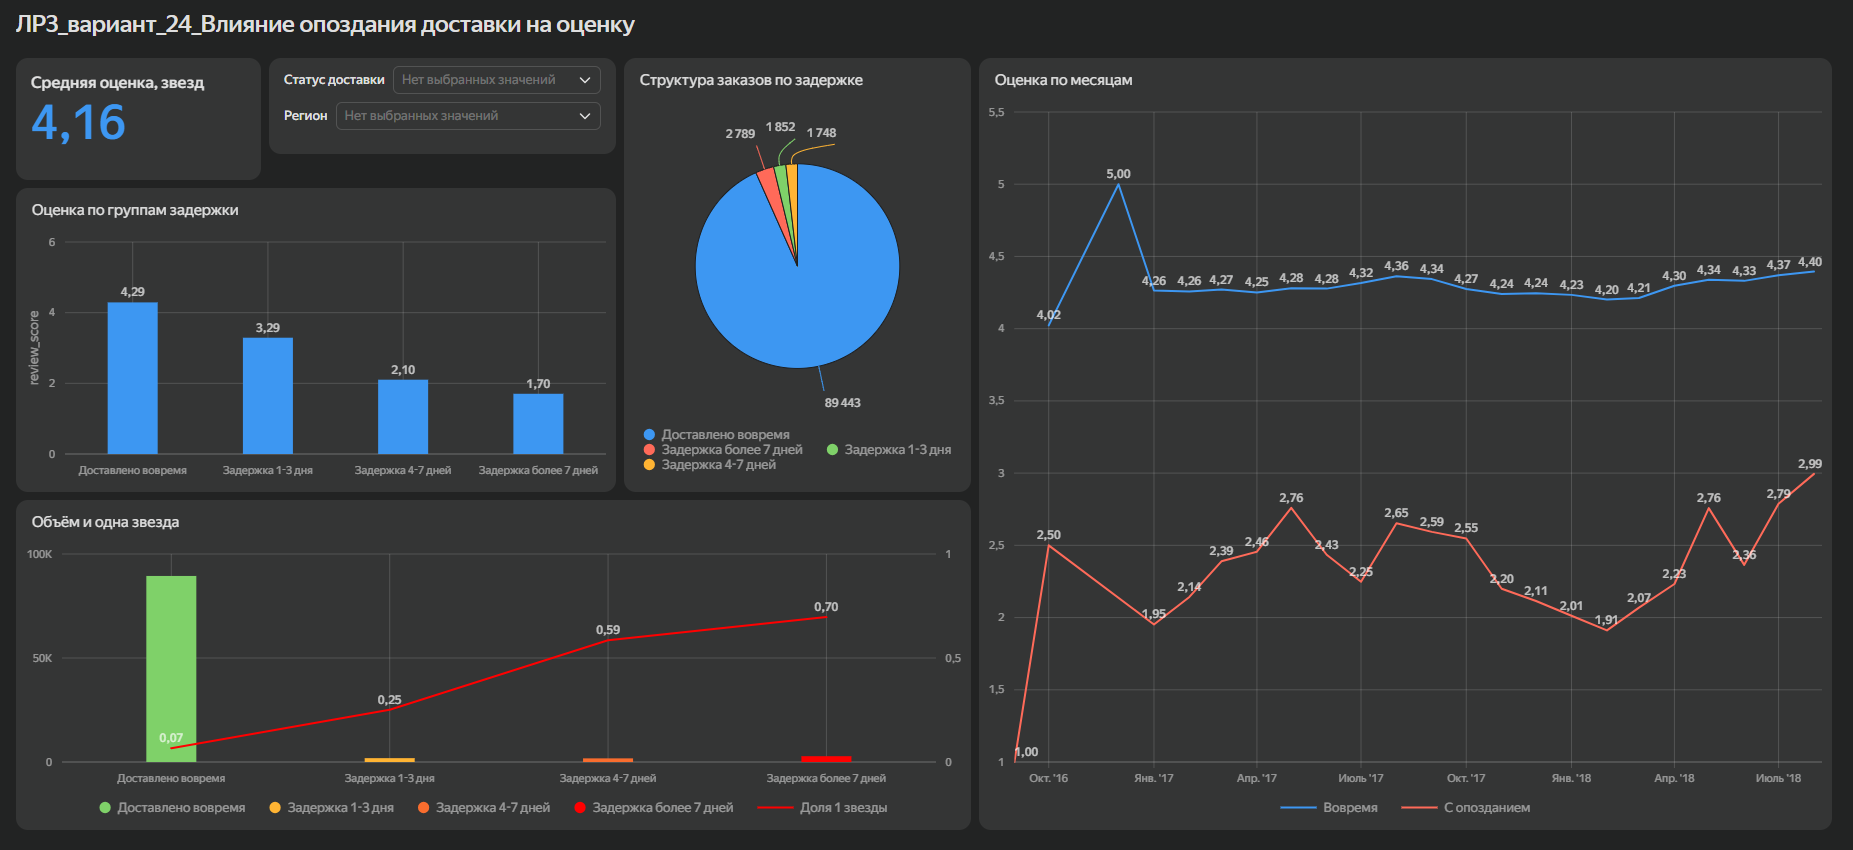 ЛР3_вариант_24_Влияние опоздания доставки на оценку
Средняя оценка, звезд
4,16
Статус доставки
Нет выбранных значений
Регион
Нет выбранных значений
Оценка по группам задержки
review_score
6
4
2
0
4,29
3,29
2,10
1,70
Доставлено вовремя
Задержка 1-3 дня
Задержка 4-7 дней
Задержка более 7 дней
Структура заказов по задержке
2 789
1 852
1 748
89 443
Доставлено вовремя
Задержка более 7 дней
Задержка 1-3 дня
Задержка 4-7 дней
Объём и одна звезда
100K
50K
0
1
0,5
0
0,07
0,25
0,59
0,70
Доставлено вовремя
Задержка 1-3 дня
Задержка 4-7 дней
Задержка более 7 дней
Доставлено вовремя
Задержка 1-3 дня
Задержка 4-7 дней
Задержка более 7 дней
Доля 1 звезды
Оценка по месяцам
5,5
5
4,5
4
3,5
3
2,5
2
1,5
1
4,02
5,00
4,26
4,26
4,27
4,25
4,28
4,28
4,32
4,36
4,34
4,27
4,24
4,24
4,23
4,20
4,21
4,30
4,34
4,33
4,37
4,40
1,00
2,50
1,95
2,14
2,39
2,46
2,76
2,43
2,25
2,65
2,59
2,55
2,20
2,11
2,01
1,91
2,07
2,23
2,76
2,36
2,79
2,99
Окт. '16
Янв. '17
Апр. '17
Июль '17
Окт. '17
Янв. '18
Апр. '18
Июль '18
Вовремя
С опозданием